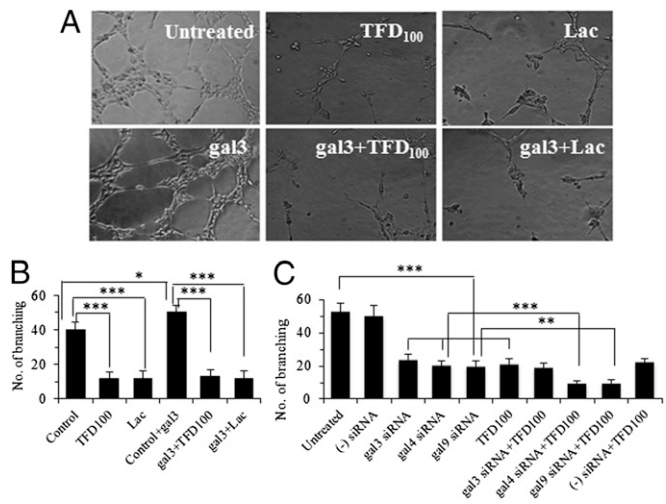 A
Untreated
TFD100
Lac
gal3
gal3+TFD100
gal3+Lac
B
No. of branching
60
40
20
0
*
***
***
***
***
Control
TFD100
Lac
Control+gal3
gal3+TFD100
gal3+Lac
C
No. of branching
60
40
20
0
***
***
**
Untreated
(-) siRNA
gal3 siRNA
gal4 siRNA
gal9 siRNA
TFD100
gal3 siRNA+TFD100
gal4 siRNA+TFD100
gal9 siRNA+TFD100
(-) siRNA+TFD100